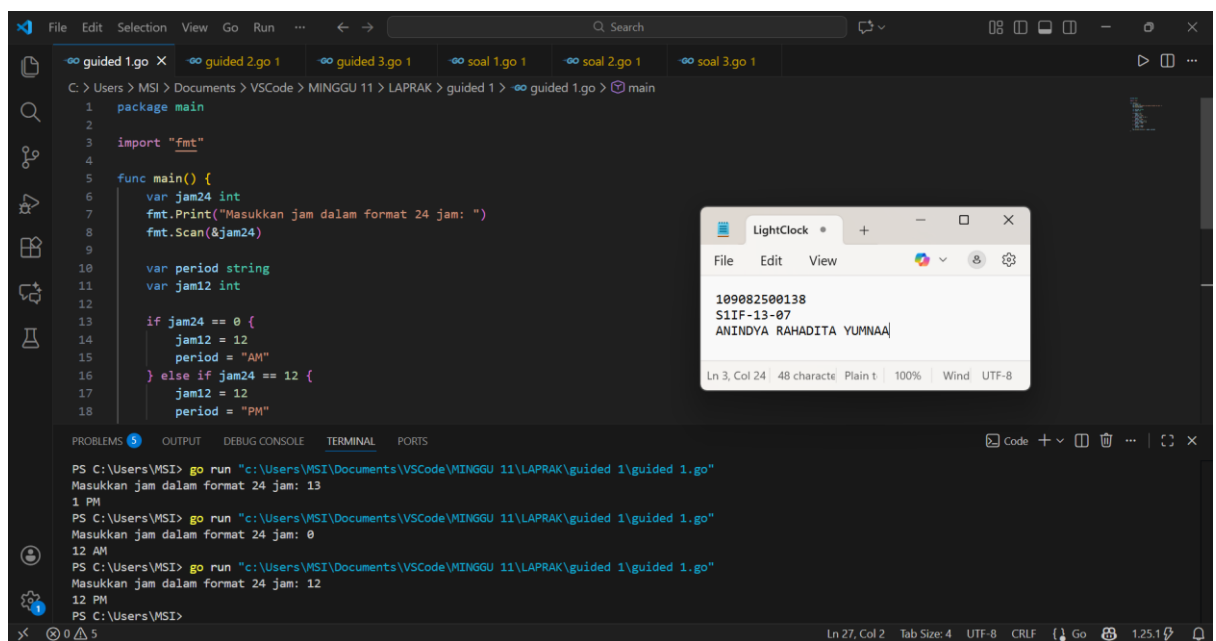 File Edit Selection View Go Run ··· ← → Search
guided 1.go × guided 2.go 1 guided 3.go 1 soal 1.go 1 soal 2.go 1 soal 3.go 1
C: > Users > MSI > Documents > VSCode > MINGGU 11 > LAPRAK > guided 1 > guided 1.go > main
1 package main
2
3 import "fmt"
4
5 func main() {
6 var jam24 int
7 fmt.Print("Masukkan jam dalam format 24 jam: ")
8 fmt.Scan(&jam24)
9
10 var period string
11 var jam12 int
12
13 if jam24 == 0 {
14 jam12 = 12
15 period = "AM"
16 } else if jam24 == 12 {
17 jam12 = 12
18 period = "PM"
LightClock
File Edit View
109082500138
S1IF-13-07
ANINDYA RAHADITA YUMNAA
Ln 3, Col 24 48 characte Plain t 100% Wind UTF-8
PROBLEMS 5 OUTPUT DEBUG CONSOLE TERMINAL PORTS Code
PS C:\Users\MSI> go run "c:\Users\MSI\Documents\VSCode\MINGGU 11\LAPRAK\guided 1\guided 1.go"
Masukkan jam dalam format 24 jam: 13
1 PM
PS C:\Users\MSI> go run "c:\Users\MSI\Documents\VSCode\MINGGU 11\LAPRAK\guided 1\guided 1.go"
Masukkan jam dalam format 24 jam: 0
12 AM
PS C:\Users\MSI> go run "c:\Users\MSI\Documents\VSCode\MINGGU 11\LAPRAK\guided 1\guided 1.go"
Masukkan jam dalam format 24 jam: 12
12 PM
PS C:\Users\MSI>
1
0 5 Ln 27, Col 2 Tab Size: 4 UTF-8 CRLF { } Go 1.25.1